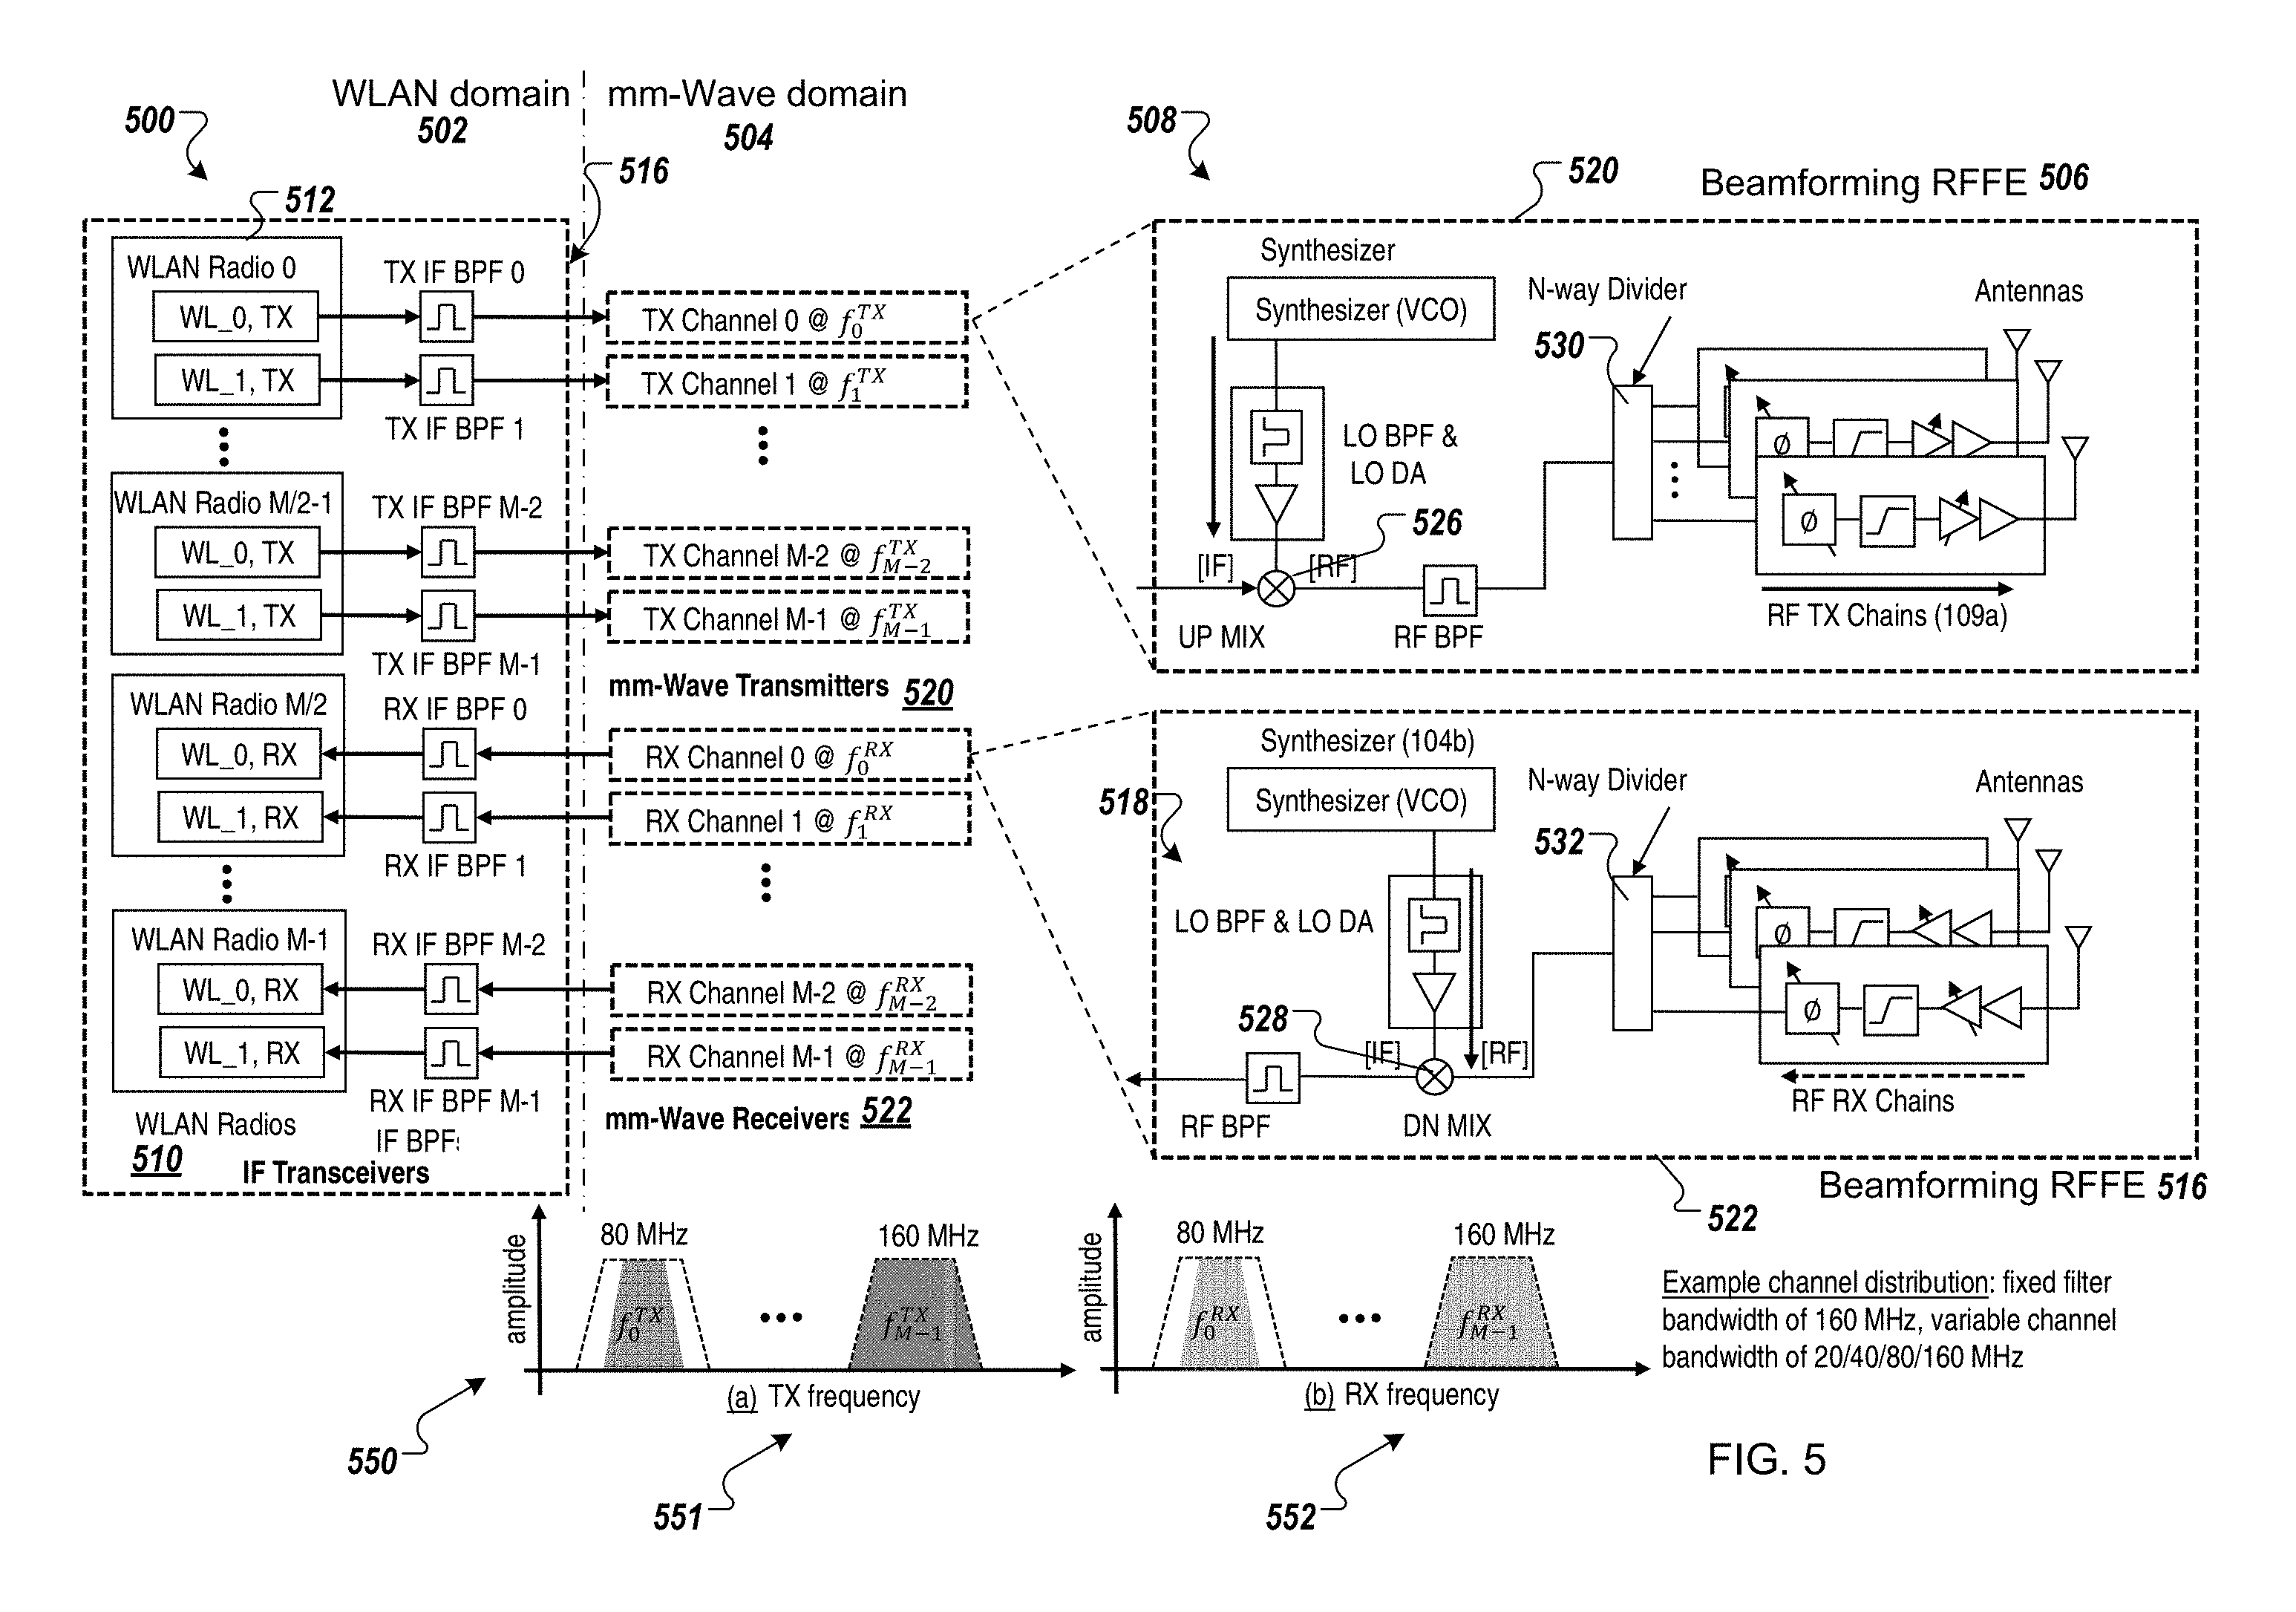 WLAN domain
502
mm-Wave domain
504
500
516
508
520
Beamforming RFFE 506
512
WLAN Radio 0
WL_0, TX
WL_1, TX
TX IF BPF 0
TX IF BPF 1
TX Channel 0 @ f_0^TX
TX Channel 1 @ f_1^TX
WLAN Radio M/2-1
WL_0, TX
WL_1, TX
TX IF BPF M-2
TX IF BPF M-1
TX Channel M-2 @ f_M−2^TX
TX Channel M-1 @ f_M−1^TX
mm-Wave Transmitters 520
WLAN Radio M/2
WL_0, RX
WL_1, RX
RX IF BPF 0
RX IF BPF 1
RX Channel 0 @ f_0^RX
RX Channel 1 @ f_1^RX
WLAN Radio M-1
WL_0, RX
WL_1, RX
RX IF BPF M-2
RX IF BPF M-1
RX Channel M-2 @ f_M−2^RX
RX Channel M-1 @ f_M−1^RX
mm-Wave Receivers 522
WLAN Radios
510
IF BPFs
IF Transceivers
Synthesizer
Synthesizer (VCO)
N-way Divider
530
Antennas
LO BPF &
LO DA
526
[IF]
[RF]
UP MIX
RF BPF
Ø
Ø
RF TX Chains (109a)
Synthesizer (104b)
Synthesizer (VCO)
N-way Divider
532
Antennas
518
LO BPF & LO DA
528
[IF]
[RF]
RF BPF
DN MIX
Ø
Ø
RF RX Chains
Beamforming RFFE 516
522
amplitude
80 MHz
160 MHz
f_0^TX
f_M−1^TX
(a) TX frequency
amplitude
80 MHz
160 MHz
f_0^RX
f_M−1^RX
(b) RX frequency
Example channel distribution: fixed filter
bandwidth of 160 MHz, variable channel
bandwidth of 20/40/80/160 MHz
550
551
552
FIG. 5